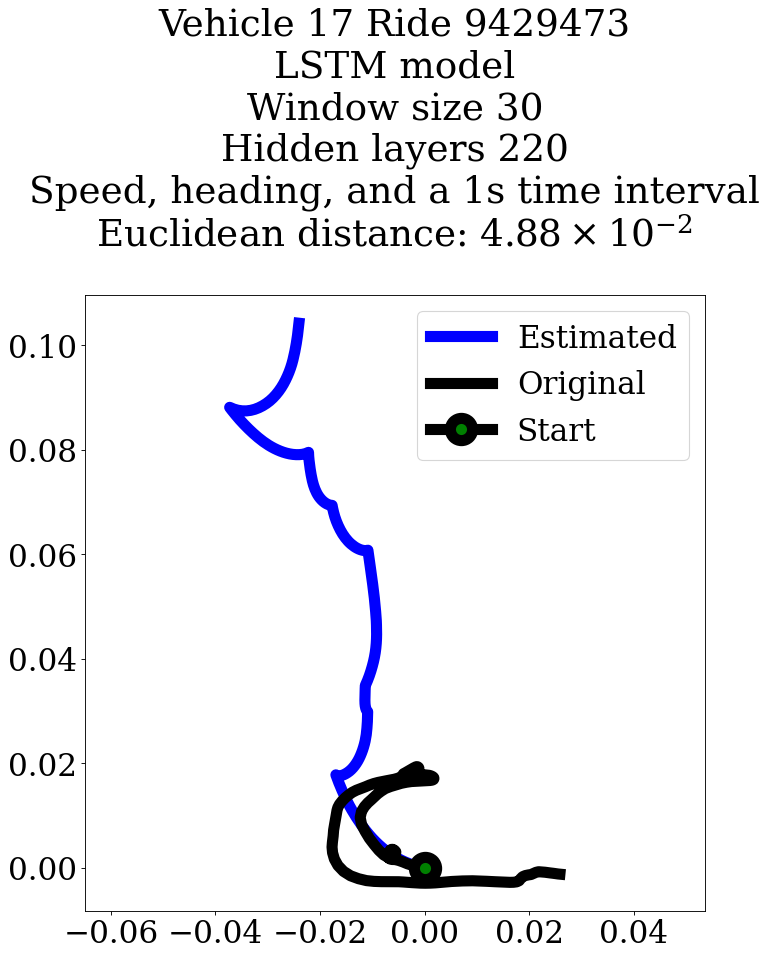 Vehicle 17 Ride 9429473
LSTM model
Window size 30
Hidden layers 220
Speed, heading, and a 1s time interval
Euclidean distance: 4.88 × 10⁻²
Estimated
Original
Start
0.10
0.08
0.06
0.04
0.02
0.00
−0.06 −0.04 −0.02 0.00 0.02 0.04